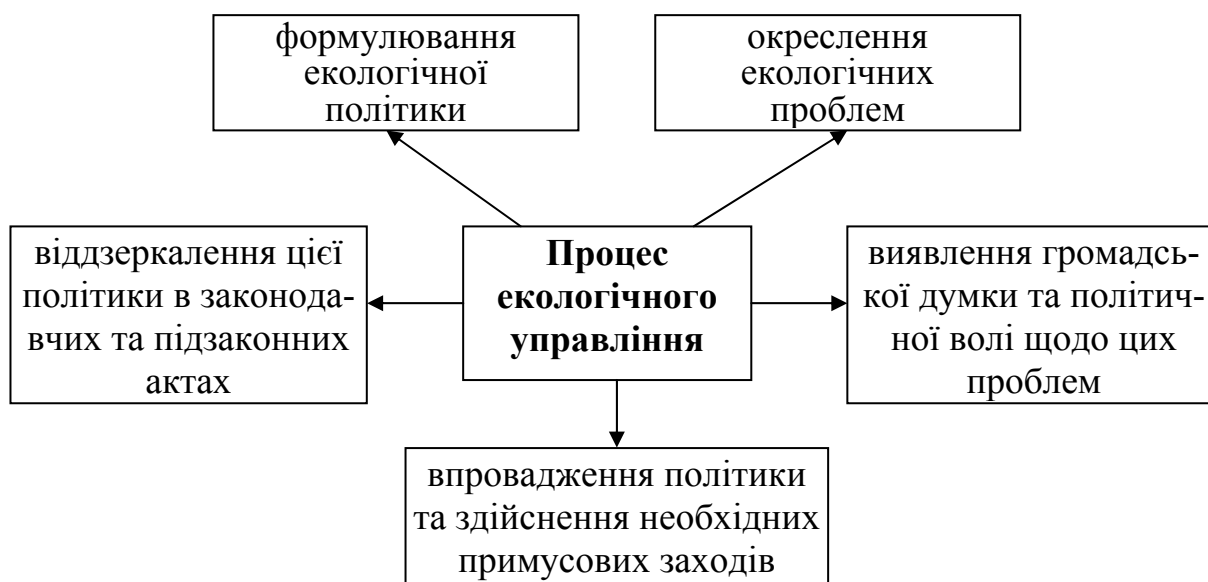 формулювання
екологічної
політики
окреслення
екологічних
проблем
віддзеркалення цієї
політики в законода-
вчих та підзаконних
актах
Процес
екологічного
управління
виявлення громадсь-
кої думки та політич-
ної волі щодо цих
проблем
впровадження політики
та здійснення необхідних
примусових заходів